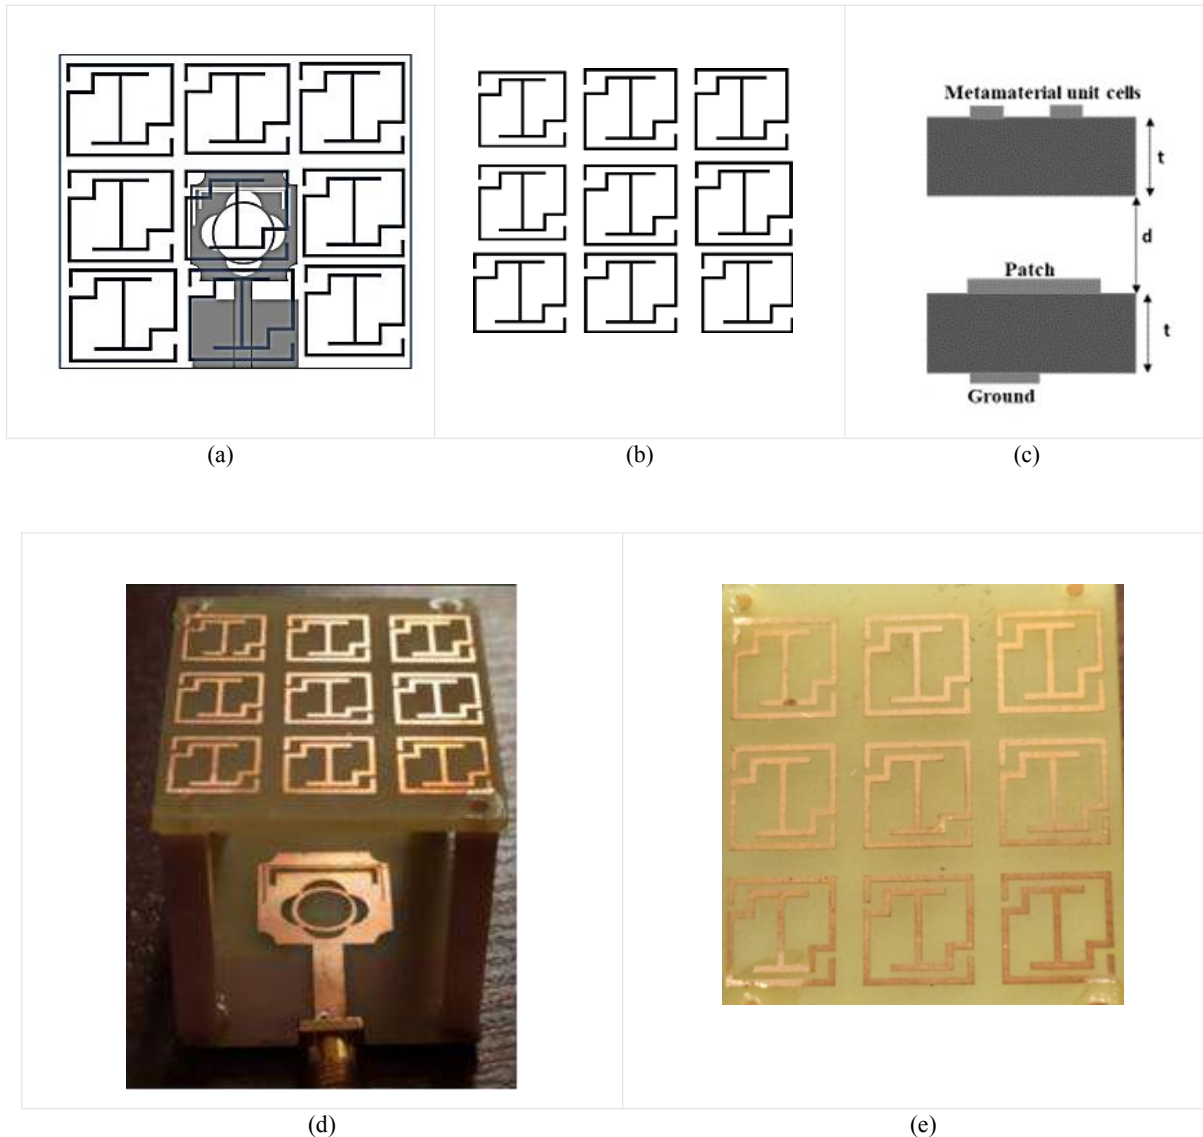 Metamaterial unit cells
t
d
Patch
t
Ground
(a)
(b)
(c)
(d)
(e)